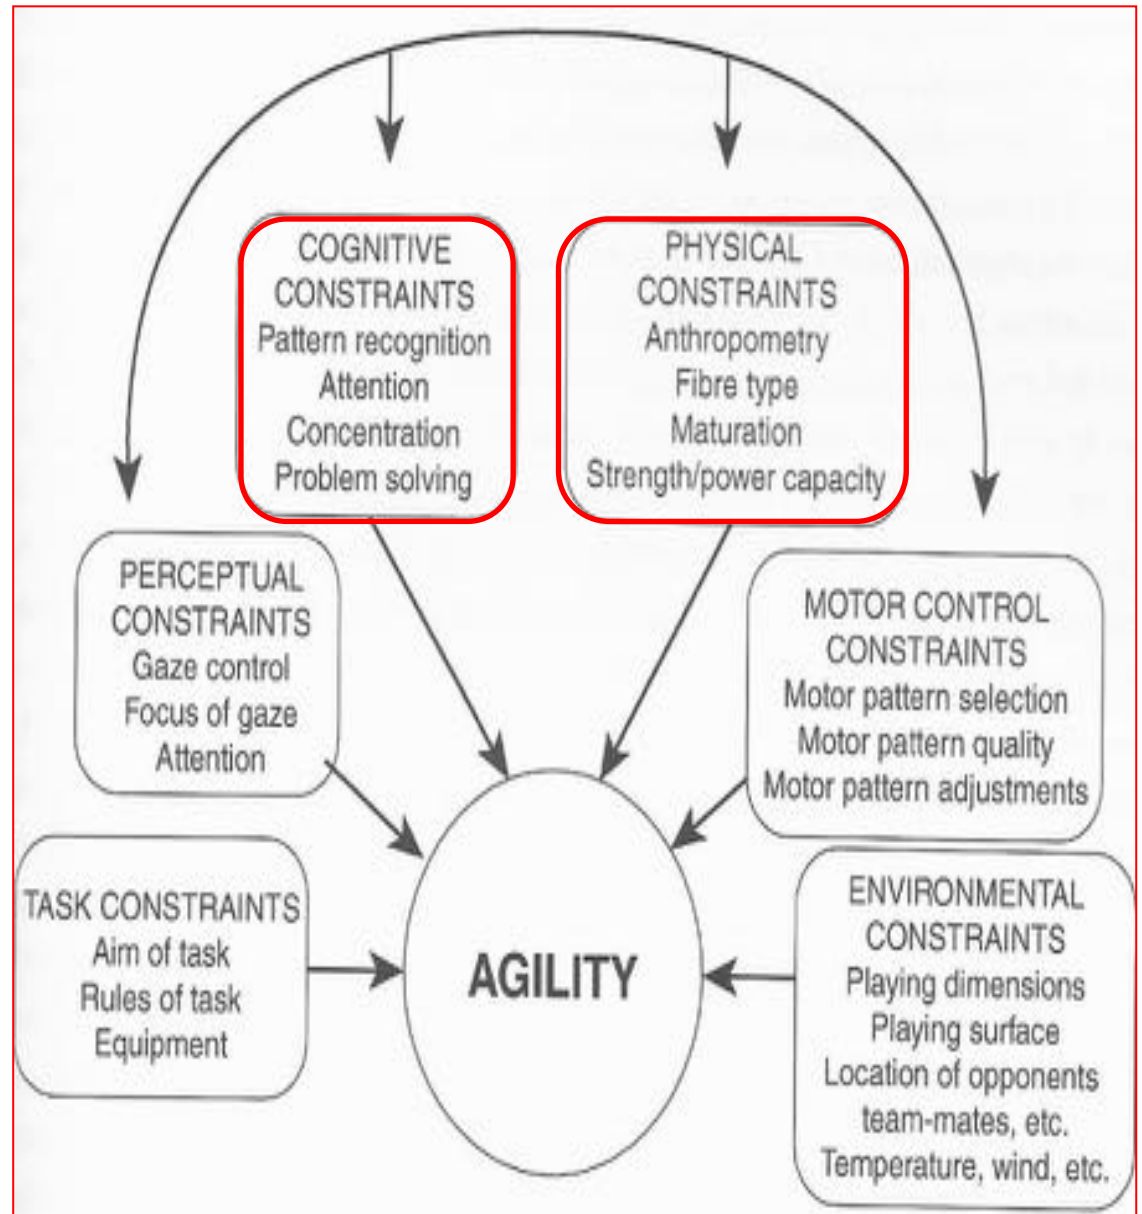 COGNITIVE
CONSTRAINTS
Pattern recognition
Attention
Concentration
Problem solving
PHYSICAL
CONSTRAINTS
Anthropometry
Fibre type
Maturation
Strength/power capacity
PERCEPTUAL
CONSTRAINTS
Gaze control
Focus of gaze
Attention
MOTOR CONTROL
CONSTRAINTS
Motor pattern selection
Motor pattern quality
Motor pattern adjustments
TASK CONSTRAINTS
Aim of task
Rules of task
Equipment
AGILITY
ENVIRONMENTAL
CONSTRAINTS
Playing dimensions
Playing surface
Location of opponents
team-mates, etc.
Temperature, wind, etc.